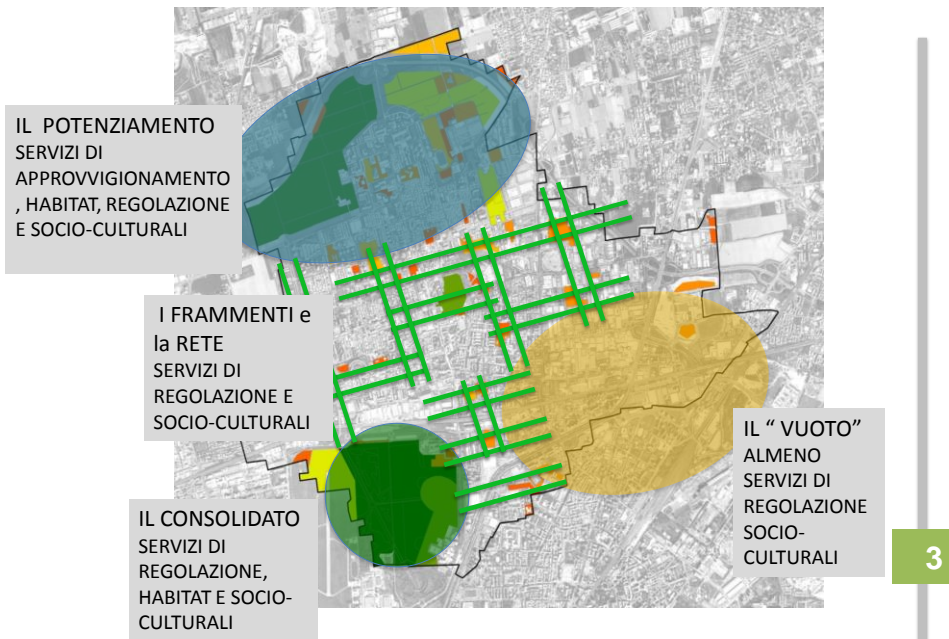 IL POTENZIAMENTO
SERVIZI DI
APPROVVIGIONAMENTO
, HABITAT, REGOLAZIONE
E SOCIO-CULTURALI
I FRAMMENTI e
la RETE
SERVIZI DI
REGOLAZIONE E
SOCIO-CULTURALI
IL “ VUOTO”
ALMENO
SERVIZI DI
REGOLAZIONE
SOCIO-
CULTURALI
IL CONSOLIDATO
SERVIZI DI
REGOLAZIONE,
HABITAT E SOCIO-
CULTURALI
3